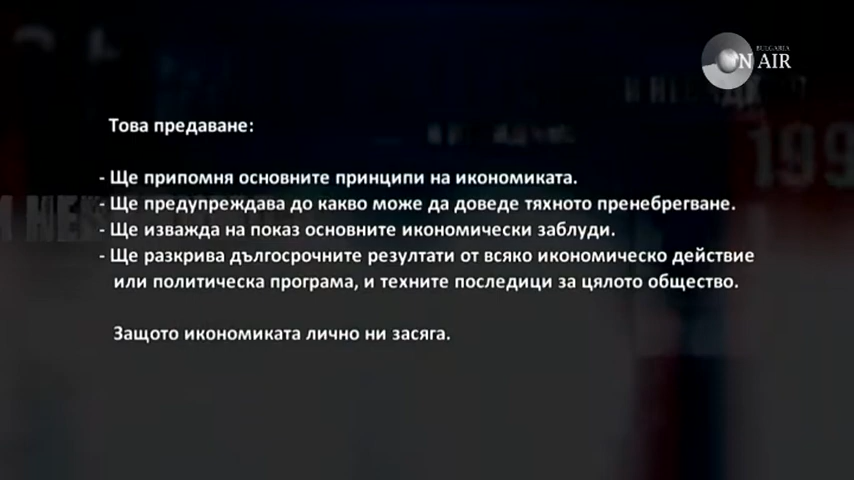 BULGARIA
ON AIR
Това предаване:
- Ще припомня основните принципи на икономиката.
- Ще предупреждава до какво може да доведе тяхното пренебрегване.
- Ще изважда на показ основните икономически заблуди.
- Ще разкрива дългосрочните резултати от всяко икономическо действие
или политическа програма, и техните последици за цялото общество.
Защото икономиката лично ни засяга.